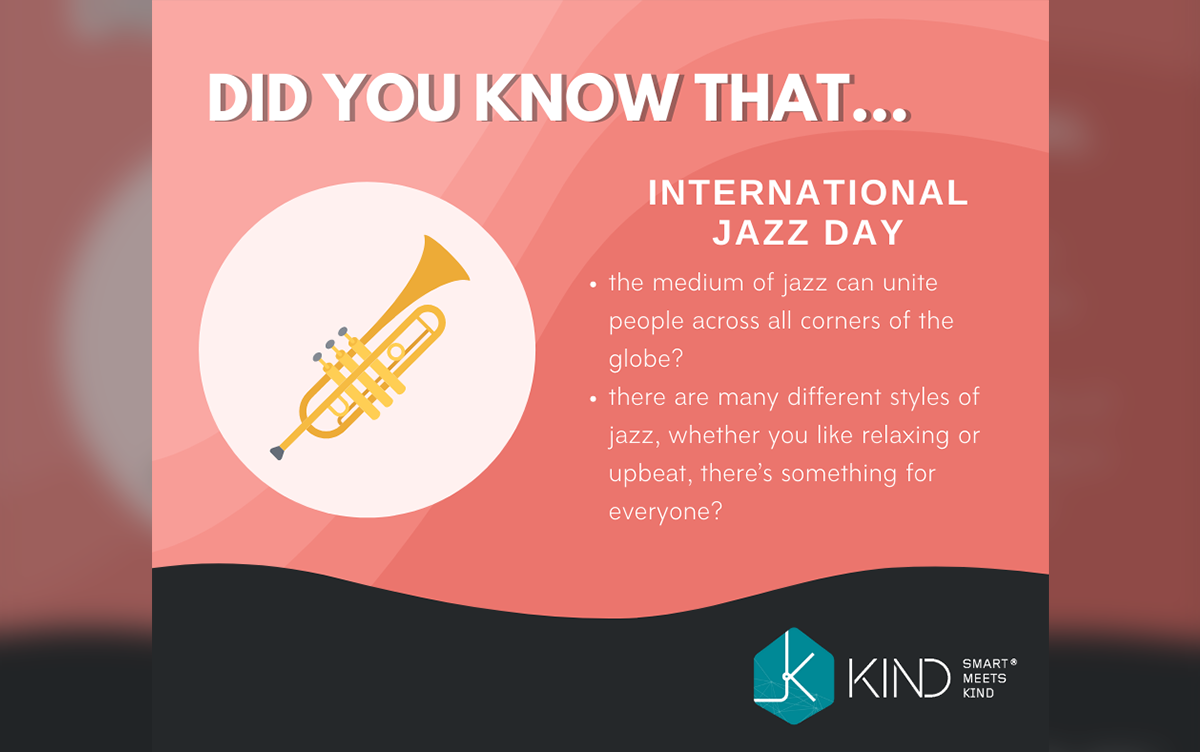 DID YOU KNOW THAT...
INTERNATIONAL
JAZZ DAY
• the medium of jazz can unite
people across all corners of the
globe?
• there are many different styles of
jazz, whether you like relaxing or
upbeat, there’s something for
everyone?
KIND
SMART®
MEETS
KIND